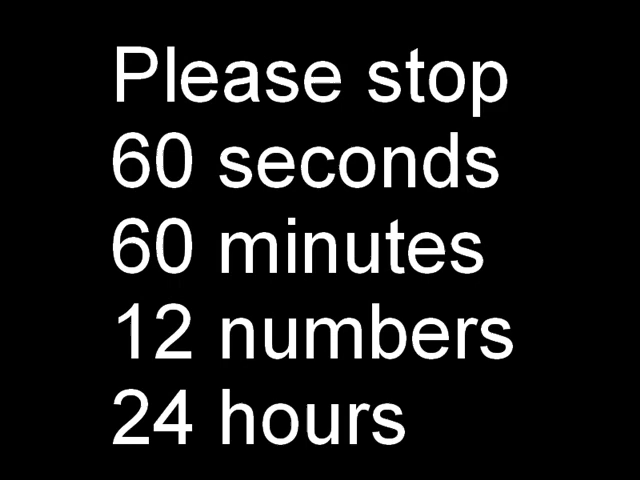 Please stop
60 seconds
60 minutes
12 numbers
24 hours